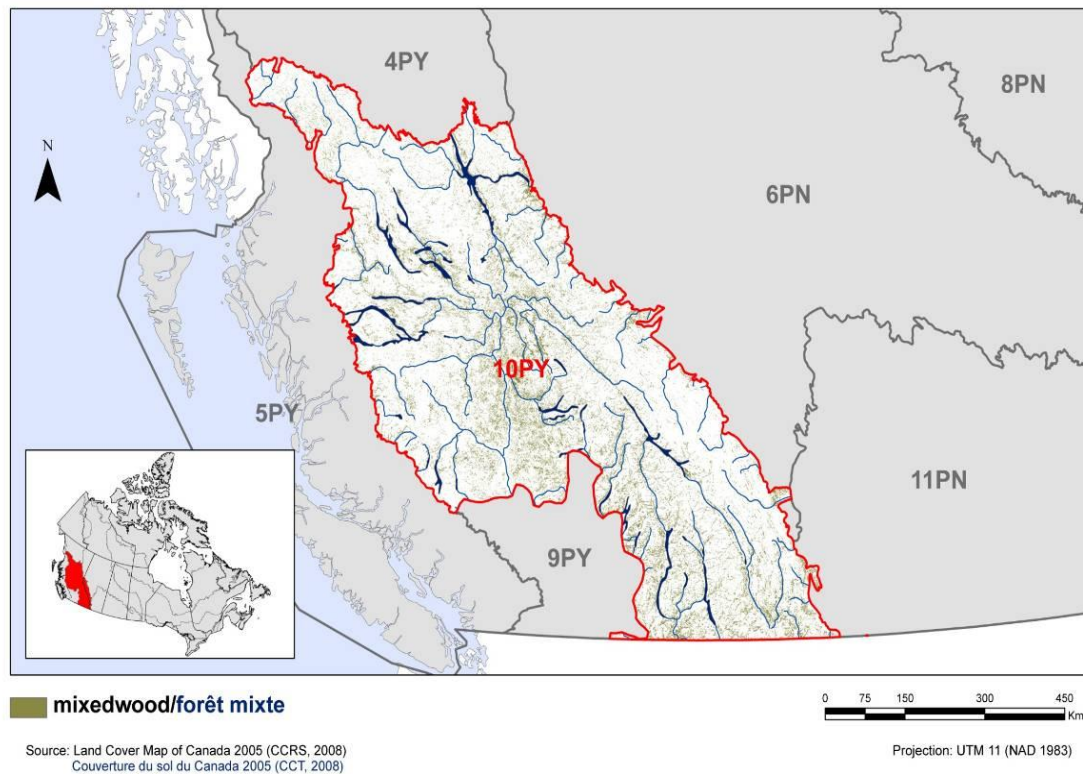 4PY
8PN
N
6PN
10PY
5PY
11PN
9PY
mixedwood/forêt mixte
0 75 150 300 450
Km
Source: Land Cover Map of Canada 2005 (CCRS, 2008)
Couverture du sol du Canada 2005 (CCT, 2008)
Projection: UTM 11 (NAD 1983)